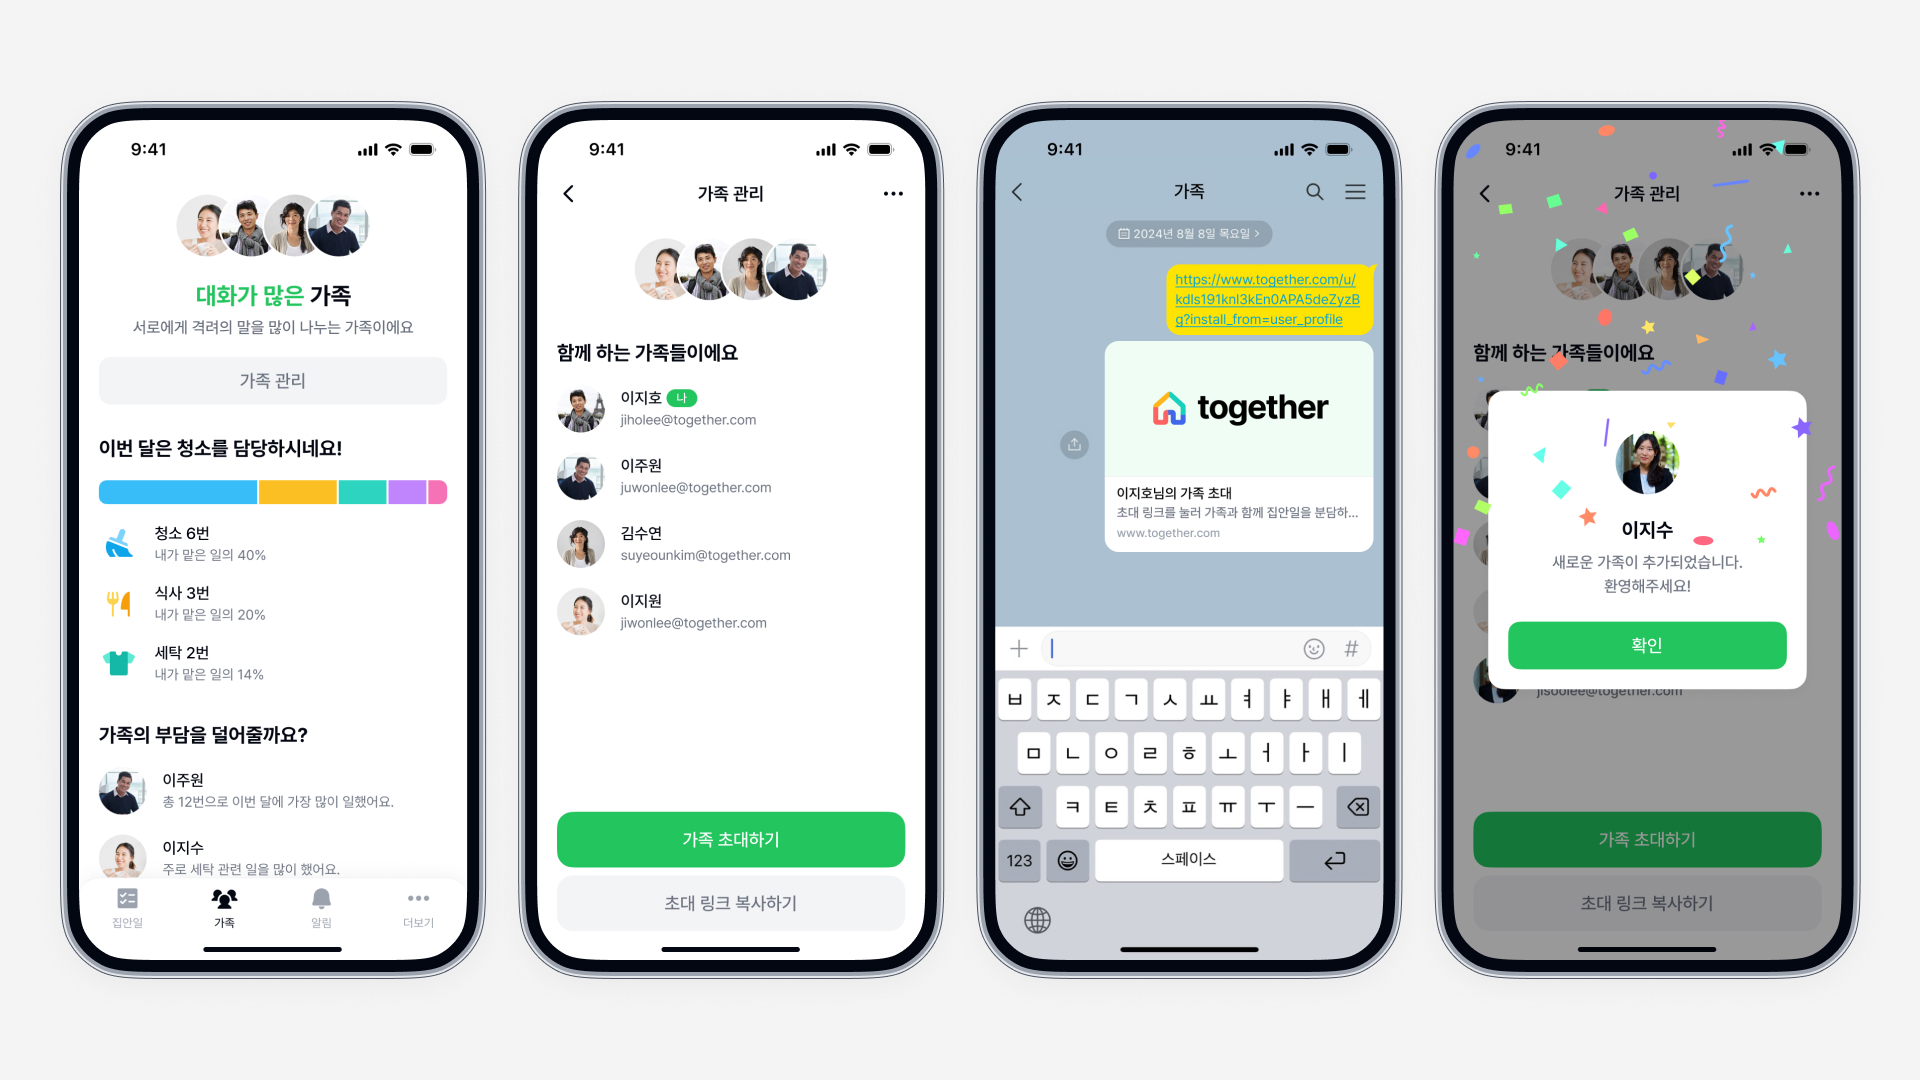 9:41
대화가 많은 가족
서로에게 격려의 말을 많이 나누는 가족이에요
가족 관리
이번 달은 청소를 담당하시네요!
청소 6번
내가 맡은 일의 40%
식사 3번
내가 맡은 일의 20%
세탁 2번
내가 맡은 일의 14%
가족의 부담을 덜어줄까요?
이주원
총 12번으로 이번 달에 가장 많이 일했어요.
이지수
주로 세탁 관련 일을 많이 했어요.
집안일
가족
알림
더보기
9:41
가족 관리
함께 하는 가족들이에요
이지호 나
jiholee@together.com
이주원
juwonlee@together.com
김수연
suyeounkim@together.com
이지원
jiwonlee@together.com
가족 초대하기
초대 링크 복사하기
9:41
가족
2024년 8월 8일 목요일
https://www.together.com/u/
kdls191knl3kEn0APA5deZyzB
g?install_from=user_profile
together
이지호님의 가족 초대
초대 링크를 눌러 가족과 함께 집안일을 분담하...
www.together.com
#
ㅂ ㅈ ㄷ ㄱ ㅅ ㅛ ㅕ ㅑ ㅐ ㅔ
ㅁ ㄴ ㅇ ㄹ ㅎ ㅗ ㅓ ㅏ ㅣ
ㅋ ㅌ ㅊ ㅍ ㅠ ㅜ ㅡ
123 스페이스
9:41
가족 관리
함께 하는 가족들이에요
이지수
새로운 가족이 추가되었습니다.
환영해주세요!
확인
jisoolee@together.com
가족 초대하기
초대 링크 복사하기